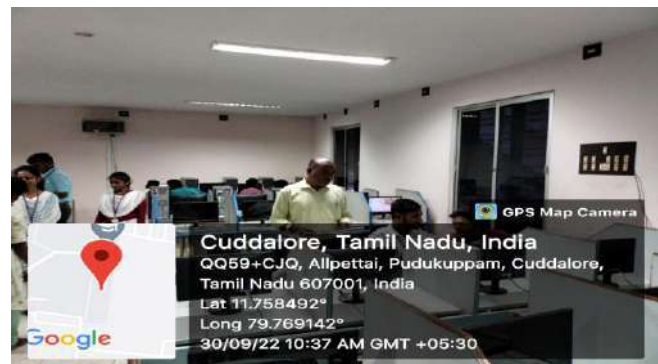 GPS Map Camera
Cuddalore, Tamil Nadu, India
QQ59+CJQ, Allpettai, Pudukuppam, Cuddalore,
Tamil Nadu 607001, India
Lat 11.758492°
Long 79.769142°
30/09/22 10:37 AM GMT +05:30
Google